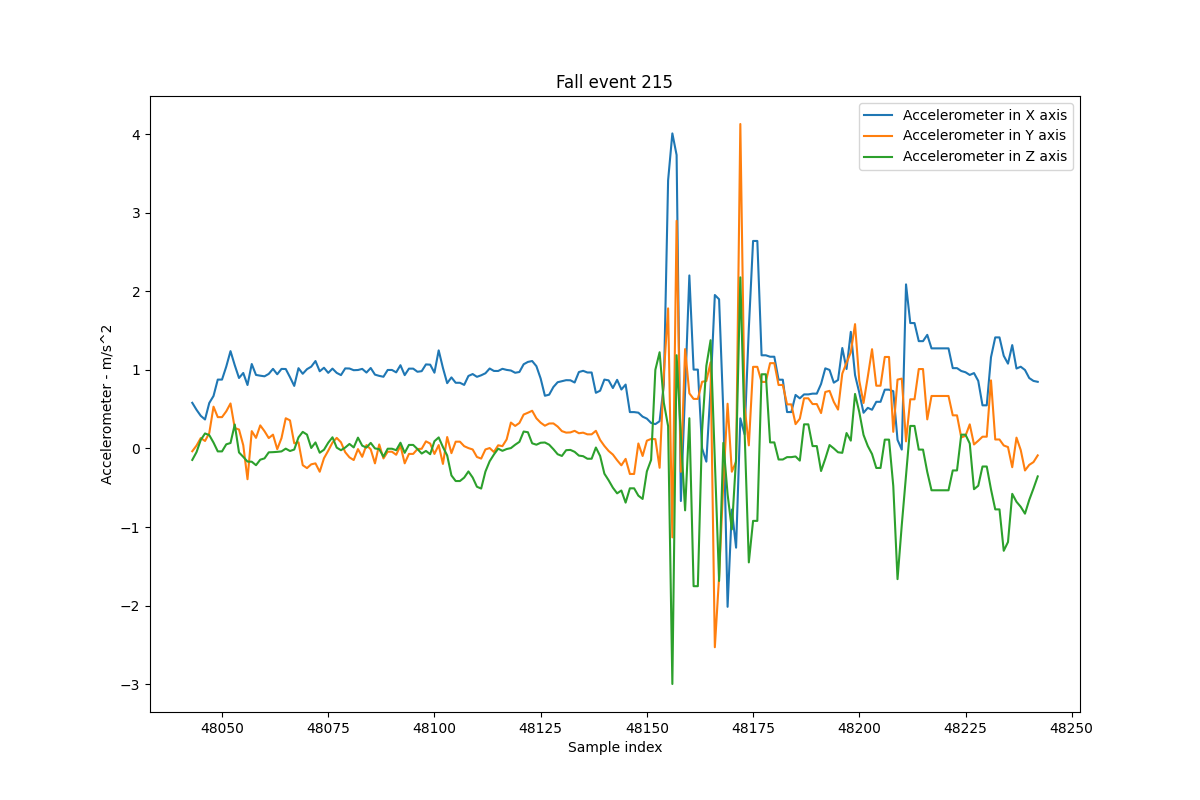 Fall event 215
Accelerometer in X axis
Accelerometer in Y axis
Accelerometer in Z axis
4
3
2
1
0
−1
−2
−3
Accelerometer - m/s^2
48050 48075 48100 48125 48150 48175 48200 48225 48250
Sample index